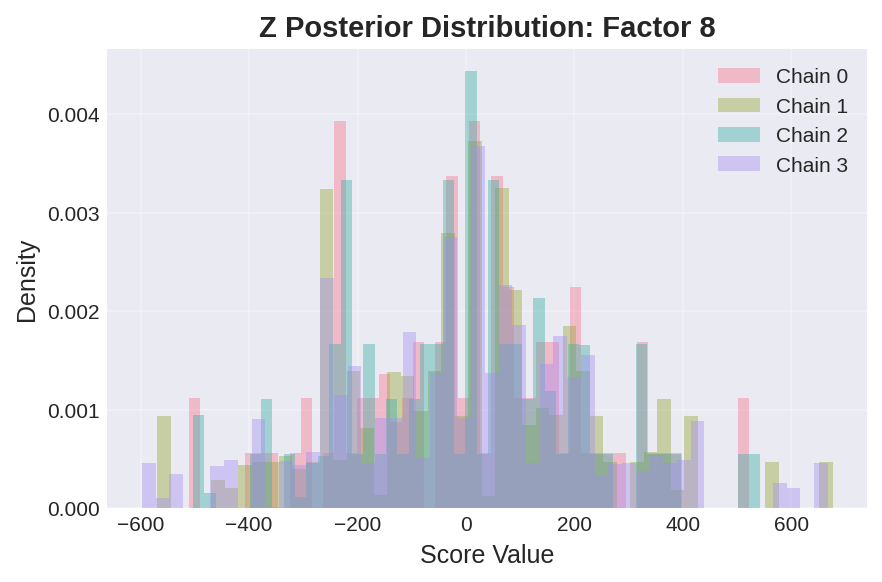 Z Posterior Distribution: Factor 8
Chain 0
Chain 1
Chain 2
Chain 3
0.004
0.003
0.002
0.001
0.000
Density
−600
−400
−200
0
200
400
600
Score Value